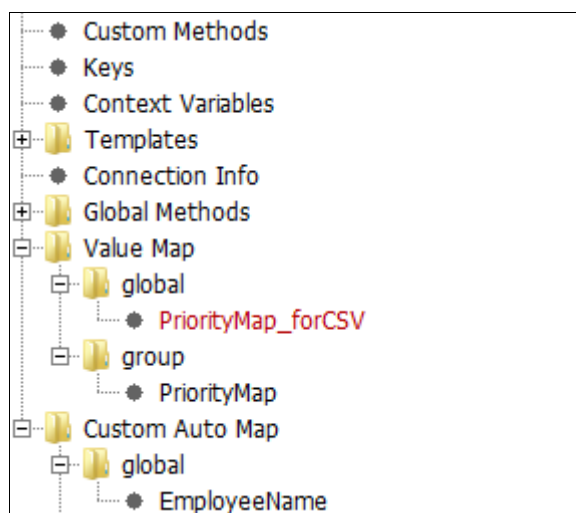 Custom Methods
Keys
Context Variables
Templates
Connection Info
Global Methods
Value Map
global
PriorityMap_forCSV
group
PriorityMap
Custom Auto Map
global
EmployeeName